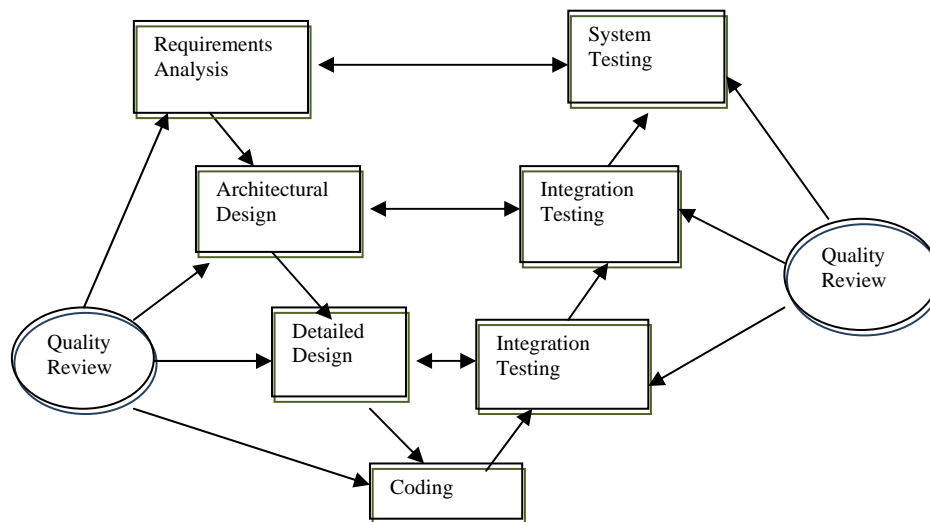 Requirements
Analysis
System
Testing
Architectural
Design
Integration
Testing
Quality
Review
Quality
Review
Detailed
Design
Integration
Testing
Coding